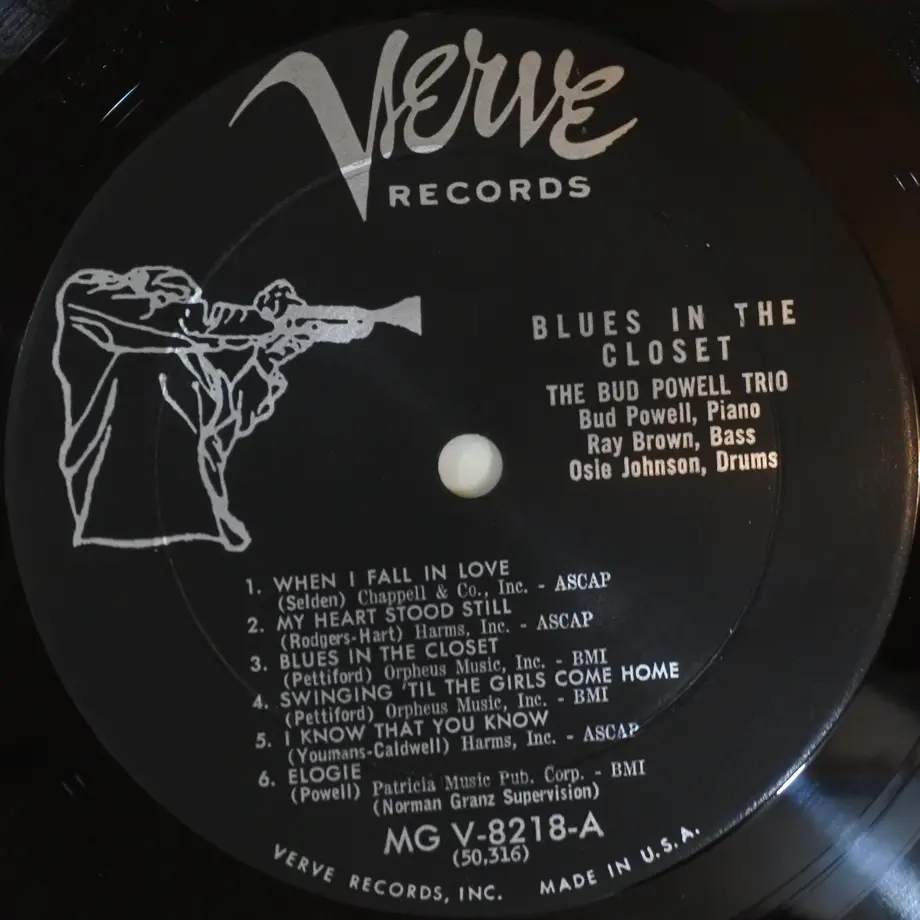 VERVE
RECORDS
BLUES IN THE
CLOSET
THE BUD POWELL TRIO
Bud Powell, Piano
Ray Brown, Bass
Osie Johnson, Drums
1. WHEN I FALL IN LOVE
(Selden) Chappell & Co., Inc. - ASCAP
2. MY HEART STOOD STILL
(Rodgers-Hart) Harms, Inc. - ASCAP
3. BLUES IN THE CLOSET
(Pettiford) Orpheus Music, Inc. - BMI
4. SWINGING 'TIL THE GIRLS COME HOME
(Pettiford) Orpheus Music, Inc. - BMI
5. I KNOW THAT YOU KNOW
(Youmans-Caldwell) Harms, Inc. - ASCAP
6. ELOGIE
(Powell) Patricia Music Pub. Corp. - BMI
(Norman Granz Supervision)
MG V-8218-A
(50,316)
VERVE RECORDS, INC. MADE IN U.S.A.